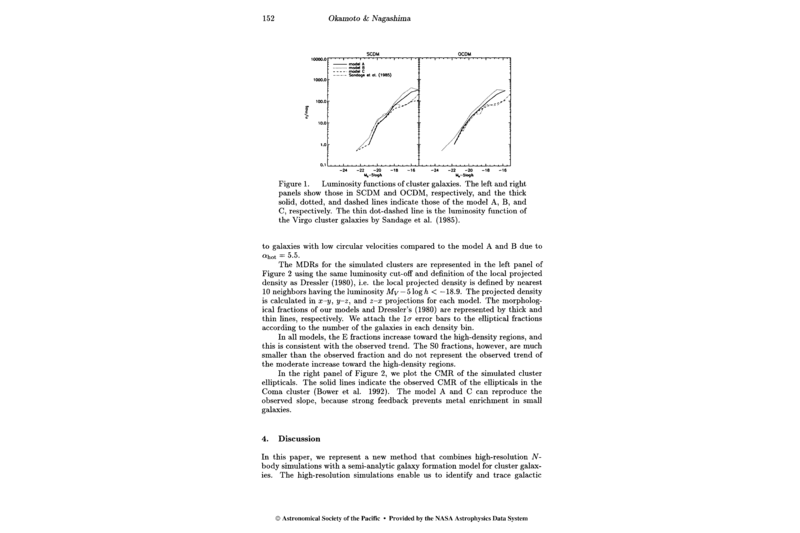 152
Okamoto & Nagashima
SCDM
OCDM
model A
model B
model C
Sandage et al. (1985)
10000.0
1000.0
100.0
10.0
1.0
0.1
-24 -22 -20 -18 -16
-24 -22 -20 -18 -16
Figure 1. Luminosity functions of cluster galaxies. The left and right
panels show those in SCDM and OCDM, respectively, and the thick
solid, dotted, and dashed lines indicate those of the model A, B, and
C, respectively. The thin dot-dashed line is the luminosity function of
the Virgo cluster galaxies by Sandage et al. (1985).
to galaxies with low circular velocities compared to the model A and B due to
αhot = 5.5.
The MDRs for the simulated clusters are represented in the left panel of
Figure 2 using the same luminosity cut-off and definition of the local projected
density as Dressler (1980), i.e. the local projected density is defined by nearest
10 neighbors having the luminosity MV − 5 log h < −18.9. The projected density
is calculated in x–y, y–z, and z–x projections for each model. The morpholog-
ical fractions of our models and Dressler's (1980) are represented by thick and
thin lines, respectively. We attach the 1σ error bars to the elliptical fractions
according to the number of the galaxies in each density bin.
In all models, the E fractions increase toward the high-density regions, and
this is consistent with the observed trend. The S0 fractions, however, are much
smaller than the observed fraction and do not represent the observed trend of
the moderate increase toward the high-density regions.
In the right panel of Figure 2, we plot the CMR of the simulated cluster
ellipticals. The solid lines indicate the observed CMR of the ellipticals in the
Coma cluster (Bower et al. 1992). The model A and C can reproduce the
observed slope, because strong feedback prevents metal enrichment in small
galaxies.
4. Discussion
In this paper, we represent a new method that combines high-resolution N-
body simulations with a semi-analytic galaxy formation model for cluster galax-
ies. The high-resolution simulations enable us to identify and trace galactic
© Astronomical Society of the Pacific • Provided by the NASA Astrophysics Data System